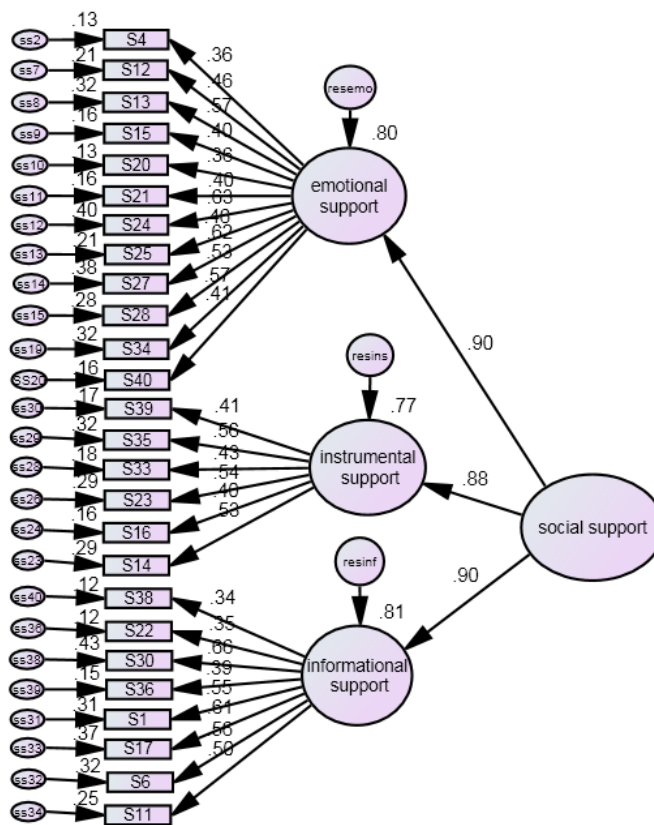 ss2 .13 S4 .36
ss7 .21 S12 .46
ss8 .32 S13 .57
ss9 .16 S15 .40
ss10 .13 S20 .36
ss11 .16 S21 .40
ss12 .40 S24 .63
ss13 .21 S25 .46
ss14 .38 S27 .62
ss15 .28 S28 .53
ss19 .32 S34 .57
SS20 .16 S40 .41
resemo
.80
emotional
support
.90
ss30 .17 S39 .41
ss29 .32 S35 .56
ss28 .18 S33 .43
ss26 .29 S23 .54
ss24 .16 S16 .40
ss23 .29 S14 .53
resins
.77
instrumental
support
.88
social support
ss40 .12 S38 .34
ss36 .12 S22 .35
ss38 .43 S30 .66
ss39 .15 S36 .39
ss31 .31 S1 .55
ss33 .37 S17 .61
ss32 .32 S6 .56
ss34 .25 S11 .50
resinf
.81
informational
support
.90